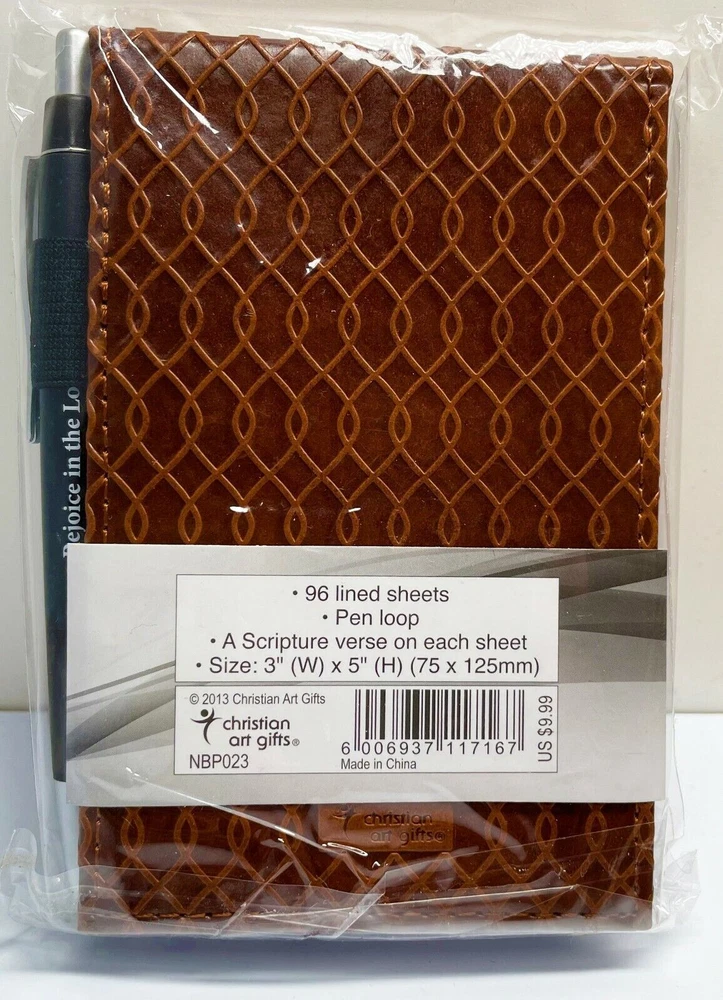 Rejoice in the Lo
• 96 lined sheets
• Pen loop
• A Scripture verse on each sheet
• Size: 3" (W) x 5" (H) (75 x 125mm)
© 2013 Christian Art Gifts
christian
art gifts®
NBP023
6 006937 117167
Made in China
US $9.99
christian
art gifts®